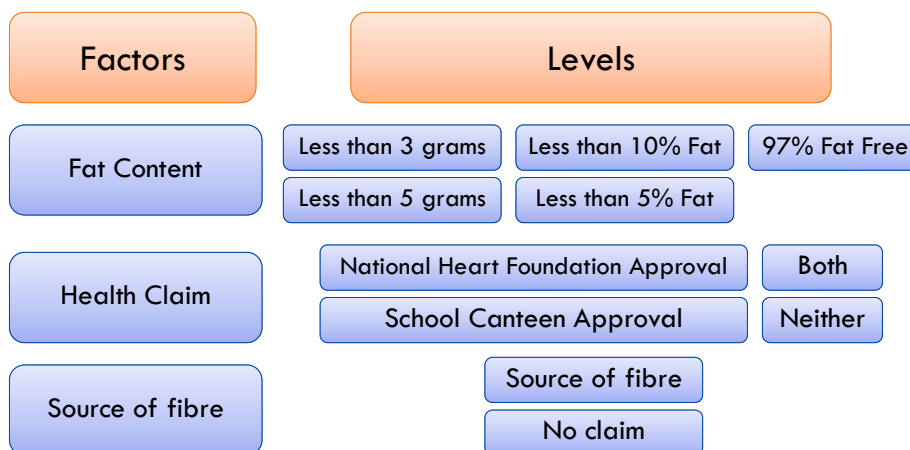 Factors
Levels
Fat Content
Less than 3 grams
Less than 10% Fat
97% Fat Free
Less than 5 grams
Less than 5% Fat
Health Claim
National Heart Foundation Approval
Both
School Canteen Approval
Neither
Source of fibre
Source of fibre
No claim